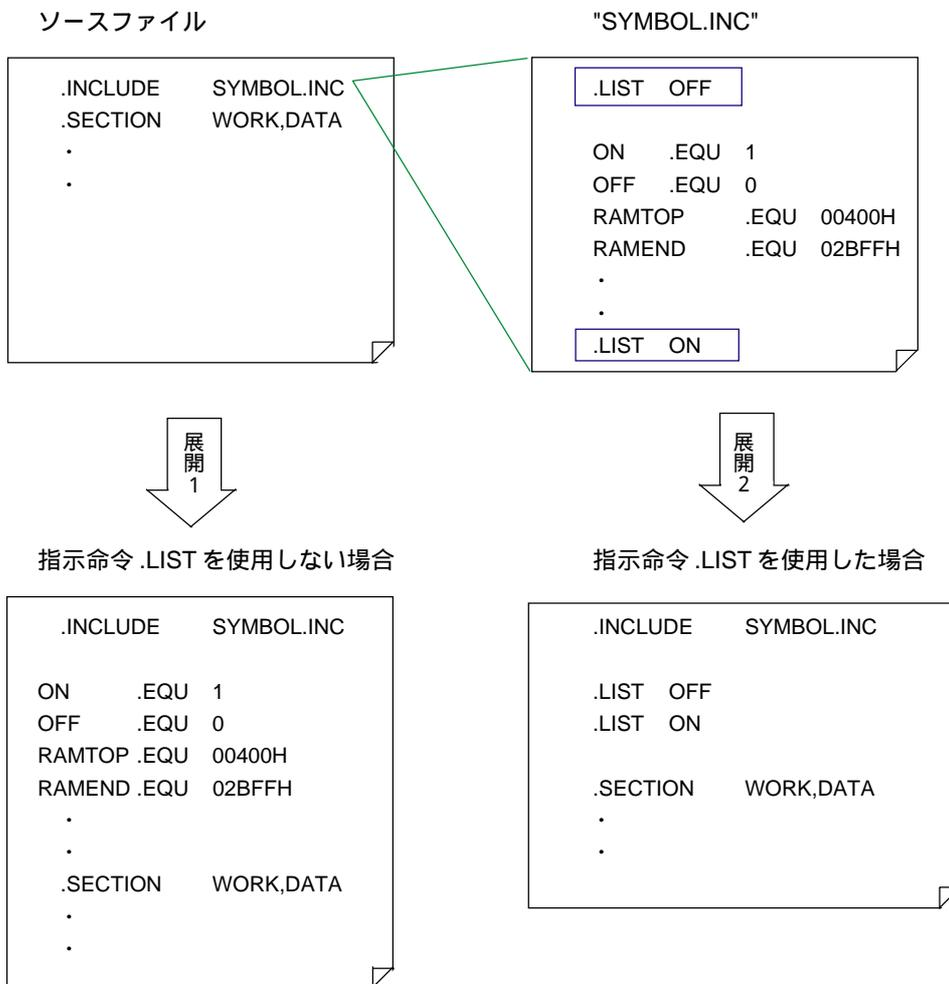 ソースファイル
.INCLUDE SYMBOL.INC
.SECTION WORK,DATA
・
・
"SYMBOL.INC"
.LIST OFF
ON .EQU 1
OFF .EQU 0
RAMTOP .EQU 00400H
RAMEND .EQU 02BFFH
・
・
.LIST ON
展開1
展開2
指示命令 .LIST を使用しない場合
.INCLUDE SYMBOL.INC
ON .EQU 1
OFF .EQU 0
RAMTOP .EQU 00400H
RAMEND .EQU 02BFFH
・
・
.SECTION WORK,DATA
・
・
指示命令 .LIST を使用した場合
.INCLUDE SYMBOL.INC
.LIST OFF
.LIST ON
.SECTION WORK,DATA
・
・